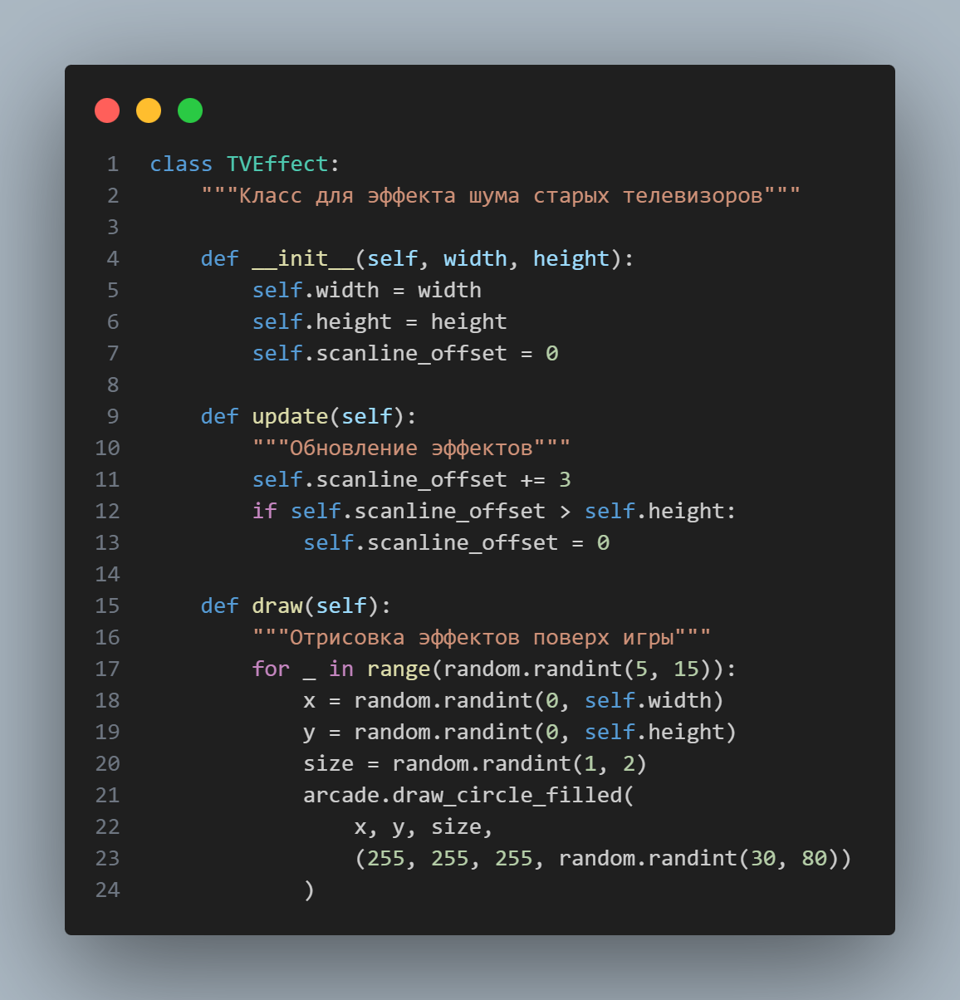 1 class TVEffect:
2     """Класс для эффекта шума старых телевизоров"""
3
4     def __init__(self, width, height):
5         self.width = width
6         self.height = height
7         self.scanline_offset = 0
8
9     def update(self):
10         """Обновление эффектов"""
11         self.scanline_offset += 3
12         if self.scanline_offset > self.height:
13             self.scanline_offset = 0
14
15     def draw(self):
16         """Отрисовка эффектов поверх игры"""
17         for _ in range(random.randint(5, 15)):
18             x = random.randint(0, self.width)
19             y = random.randint(0, self.height)
20             size = random.randint(1, 2)
21             arcade.draw_circle_filled(
22                 x, y, size,
23                 (255, 255, 255, random.randint(30, 80))
24             )